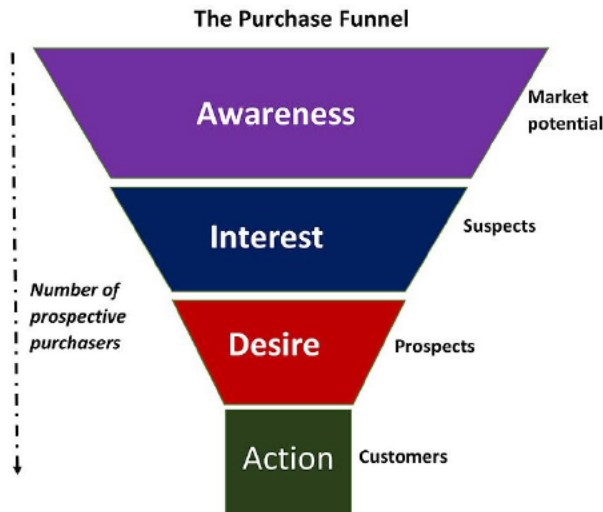 The Purchase Funnel
Awareness
Market
potential
Interest
Suspects
Number of
prospective
purchasers
Desire
Prospects
Action
Customers